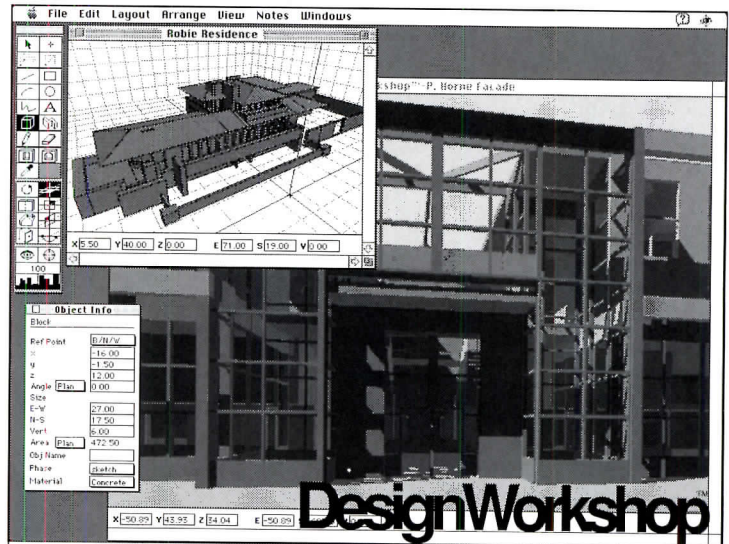 File Edit Layout Arrange View Notes Windows
Robie Residence
P. Horne Facade
X 5.50 Y 40.00 Z 0.00 E 71.00 S 19.00 V 0.00
100
Object Info
Block
Ref Point B/N/W
x -16.00
y -1.50
z 12.00
Angle Plan 0.00
Size
E-W 27.00
N-S 17.50
Vert 6.00
Area Plan 472.50
Obj Name
Phase sketch
Material Concrete
X -50.89 Y 43.93 Z 34.04 E -50.89
DesignWorkshop
TM